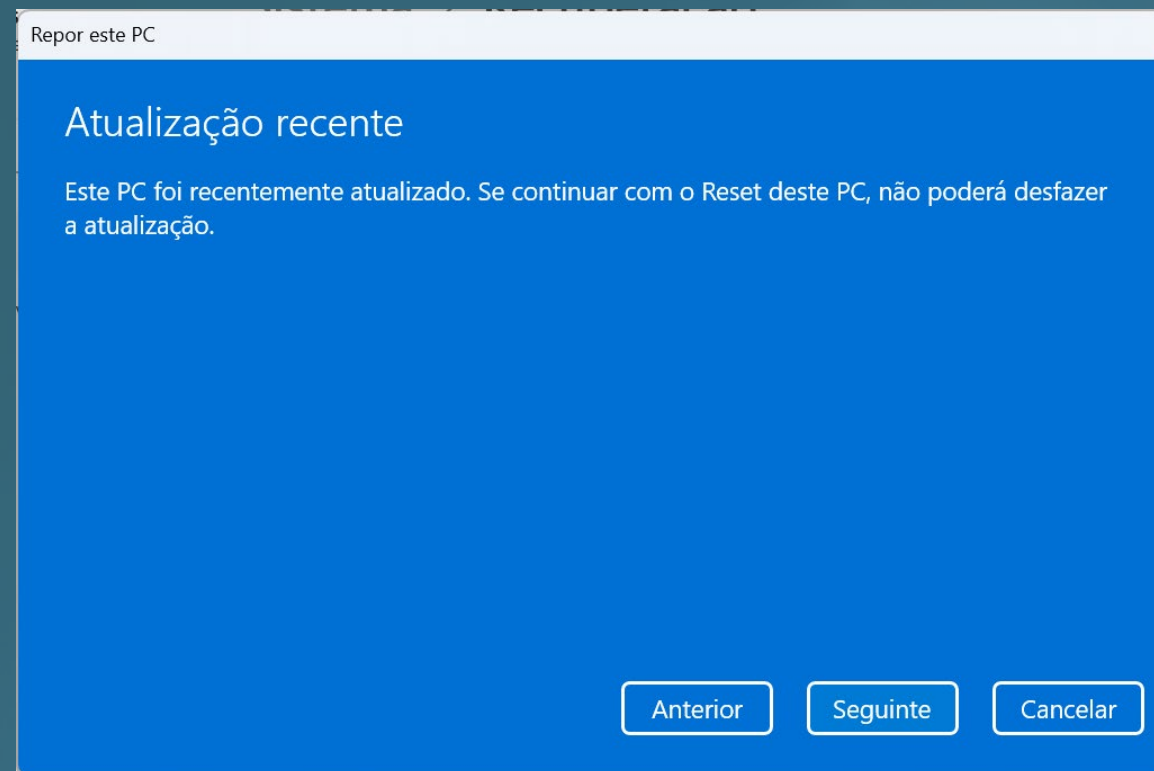 Repor este PC
Atualização recente
Este PC foi recentemente atualizado. Se continuar com o Reset deste PC, não poderá desfazer
a atualização.
Anterior
Seguinte
Cancelar